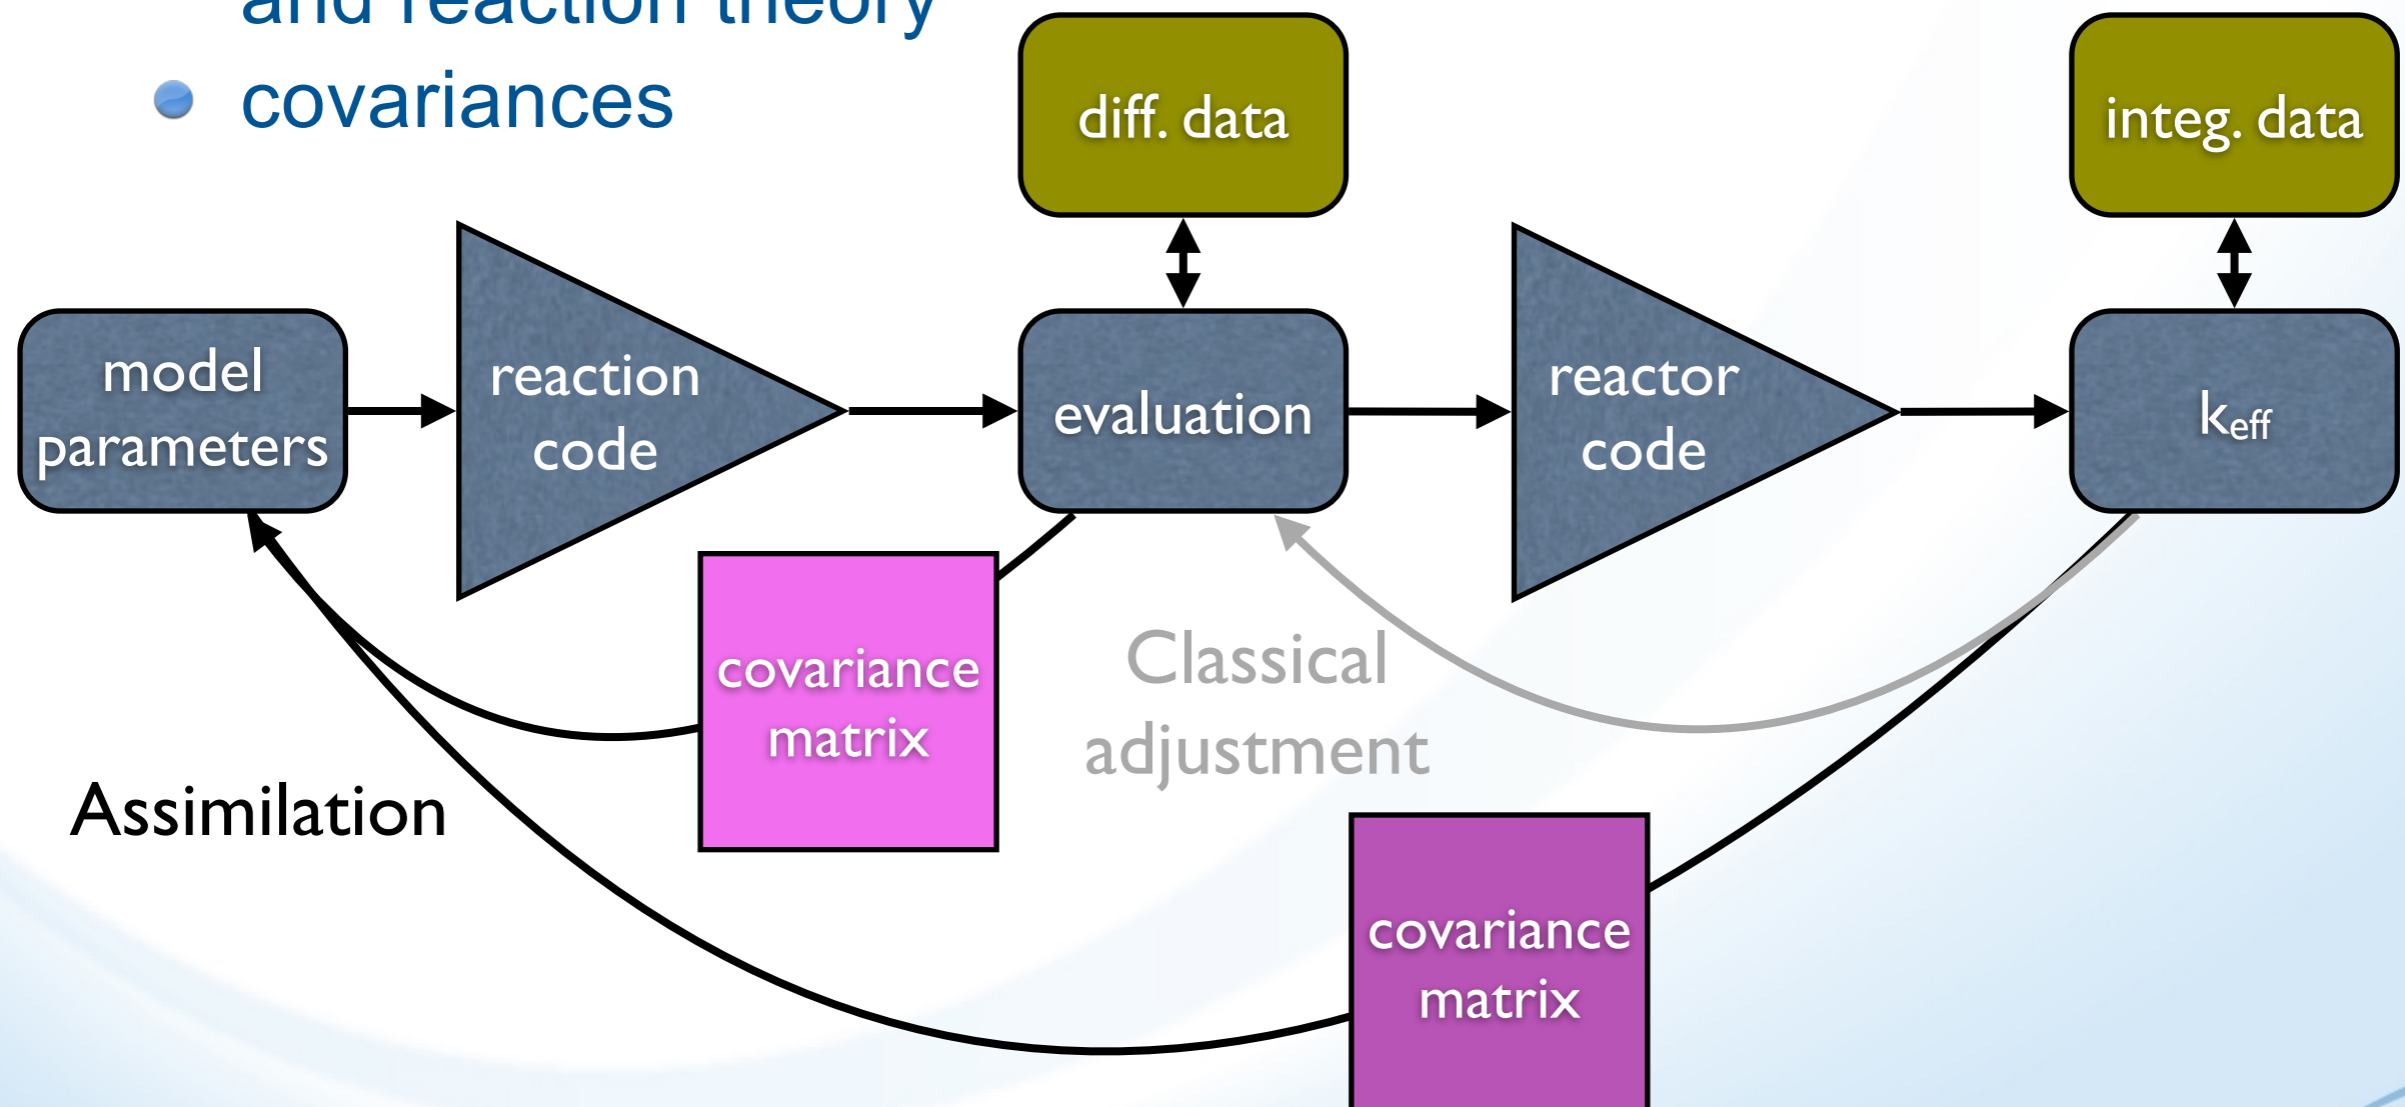 and reaction theory
covariances
diff. data
integ. data
model
parameters
reaction
code
evaluation
reactor
code
keff
covariance
matrix
Classical
adjustment
Assimilation
covariance
matrix